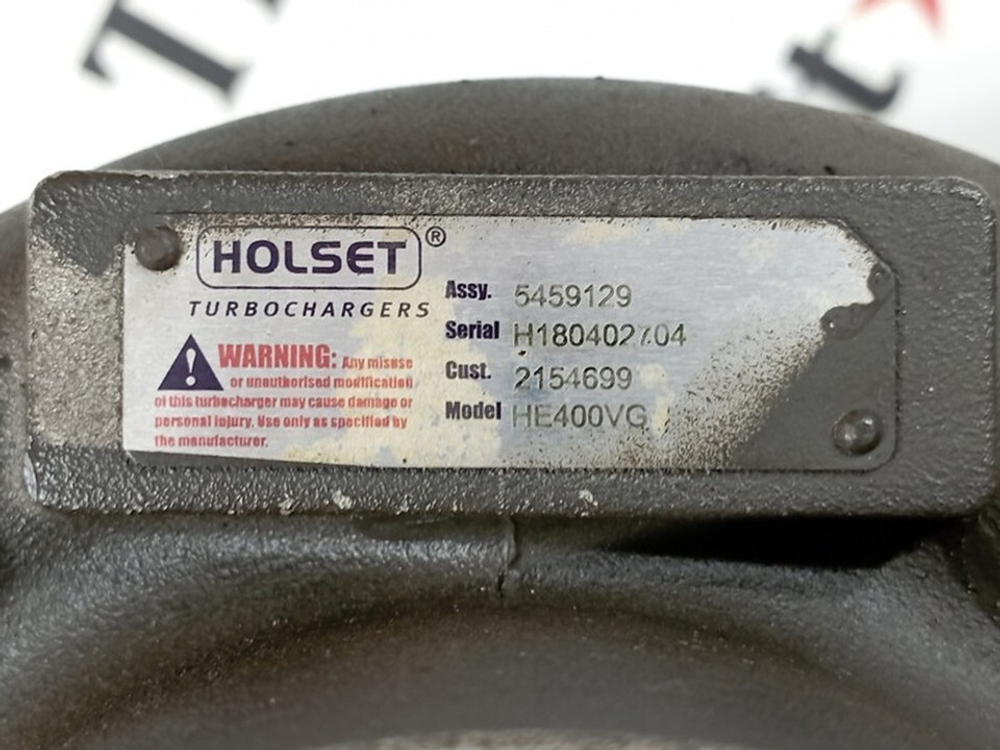 HOLSET®
TURBOCHARGERS
WARNING: Any misuse
or unauthorised modification
of this turbocharger may cause damage or
personal injury. Use only as specified by
the manufacturer.
Assy. 5459129
Serial
Cust. 2154699
Model HE400VG